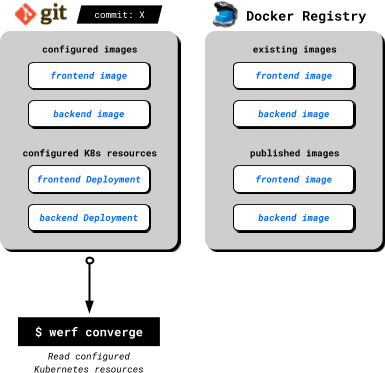 git
commit: X
configured images
frontend image
backend image
configured K8s resources
frontend Deployment
backend Deployment
Docker Registry
existing images
frontend image
backend image
published images
frontend image
backend image
$ werf converge
Read configured
Kubernetes resources